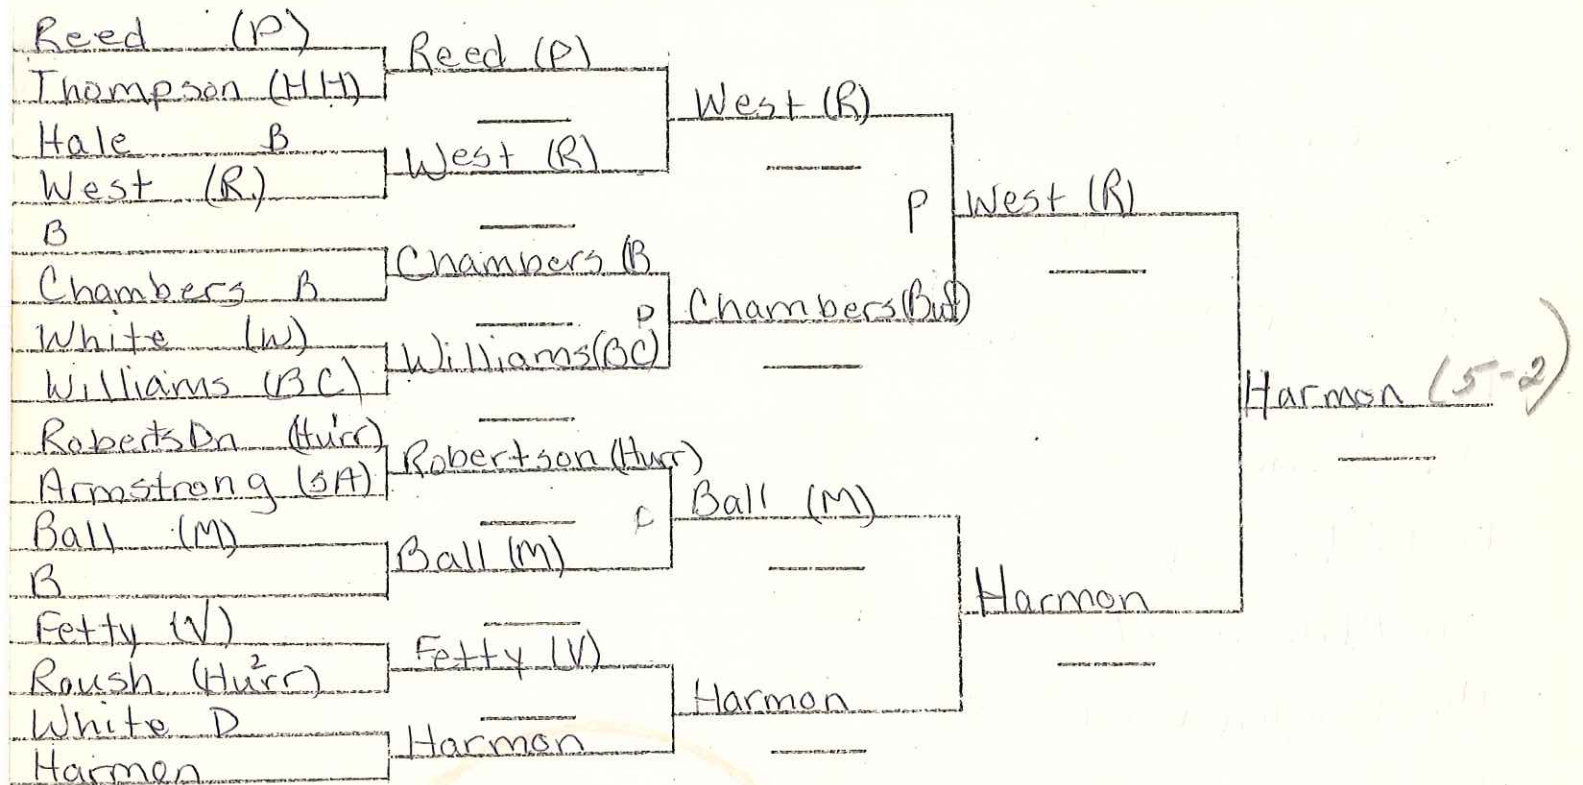 Reed (P)
Thompson (HH)
Hale B
West (R)
B
Chambers B
White (W)
Williams (BC)
Robertson (Hurr)
Armstrong (SA)
Ball (M)
B
Fetty (V)
Roush (Hurr) 2
White D
Harmon
Reed (P)
West (R)
Chambers (B
Williams (BC)
Robertson (Hurr)
Ball (M)
Fetty (V)
Harmon
West (R)
P
Chambers (Buf)
Ball (M)
Harmon
P
West (R)
Harmon
Harmon (5-2)